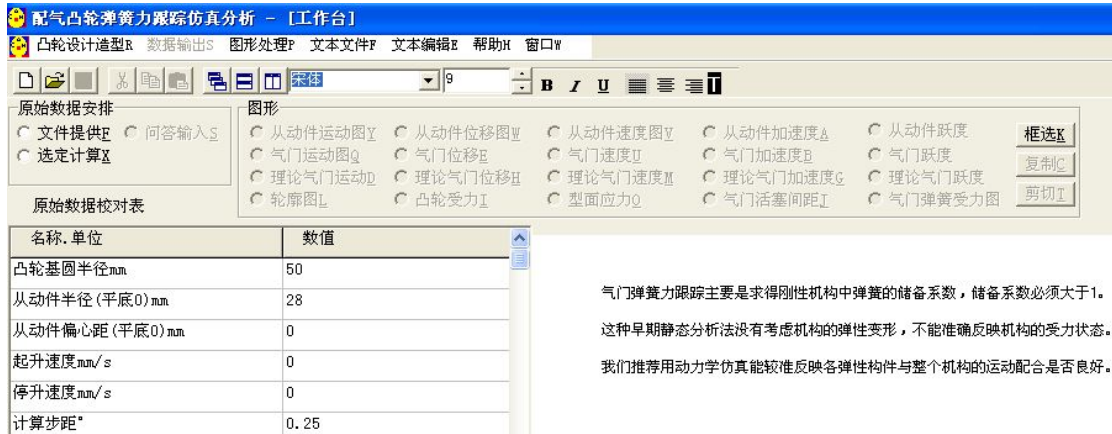 配气凸轮弹簧力跟踪仿真分析 - [工作台]
凸轮设计造型R 数据输出S 图形处理P 文本文件F 文本编辑E 帮助H 窗口W
宋体 9 B I U
原始数据安排 图形
文件提供F 问答输入S 从动件运动图Y 从动件位移图W 从动件速度图V 从动件加速度A 从动件跃度 框选K
选定计算X 气门运动图Q 气门位移E 气门速度U 气门加速度B 气门跃度 复制C
理论气门运动D 理论气门位移H 理论气门速度M 理论气门加速度G 理论气门跃度
原始数据校对表 轮廓图L 凸轮受力I 型面应力O 气门活塞间距J 气门弹簧受力图 剪切T
名称.单位 数值
凸轮基圆半径mm 50
从动件半径(平底0)mm 28
从动件偏心距(平底0)mm 0
起升速度mm/s 0
停升速度mm/s 0
计算步距° 0.25
气门弹簧力跟踪主要是求得刚性机构中弹簧的储备系数，储备系数必须大于1。
这种早期静态分析法没有考虑机构的弹性变形，不能准确反映机构的受力状态。
我们推荐用动力学仿真能较准反映各弹性构件与整个机构的运动配合是否良好。